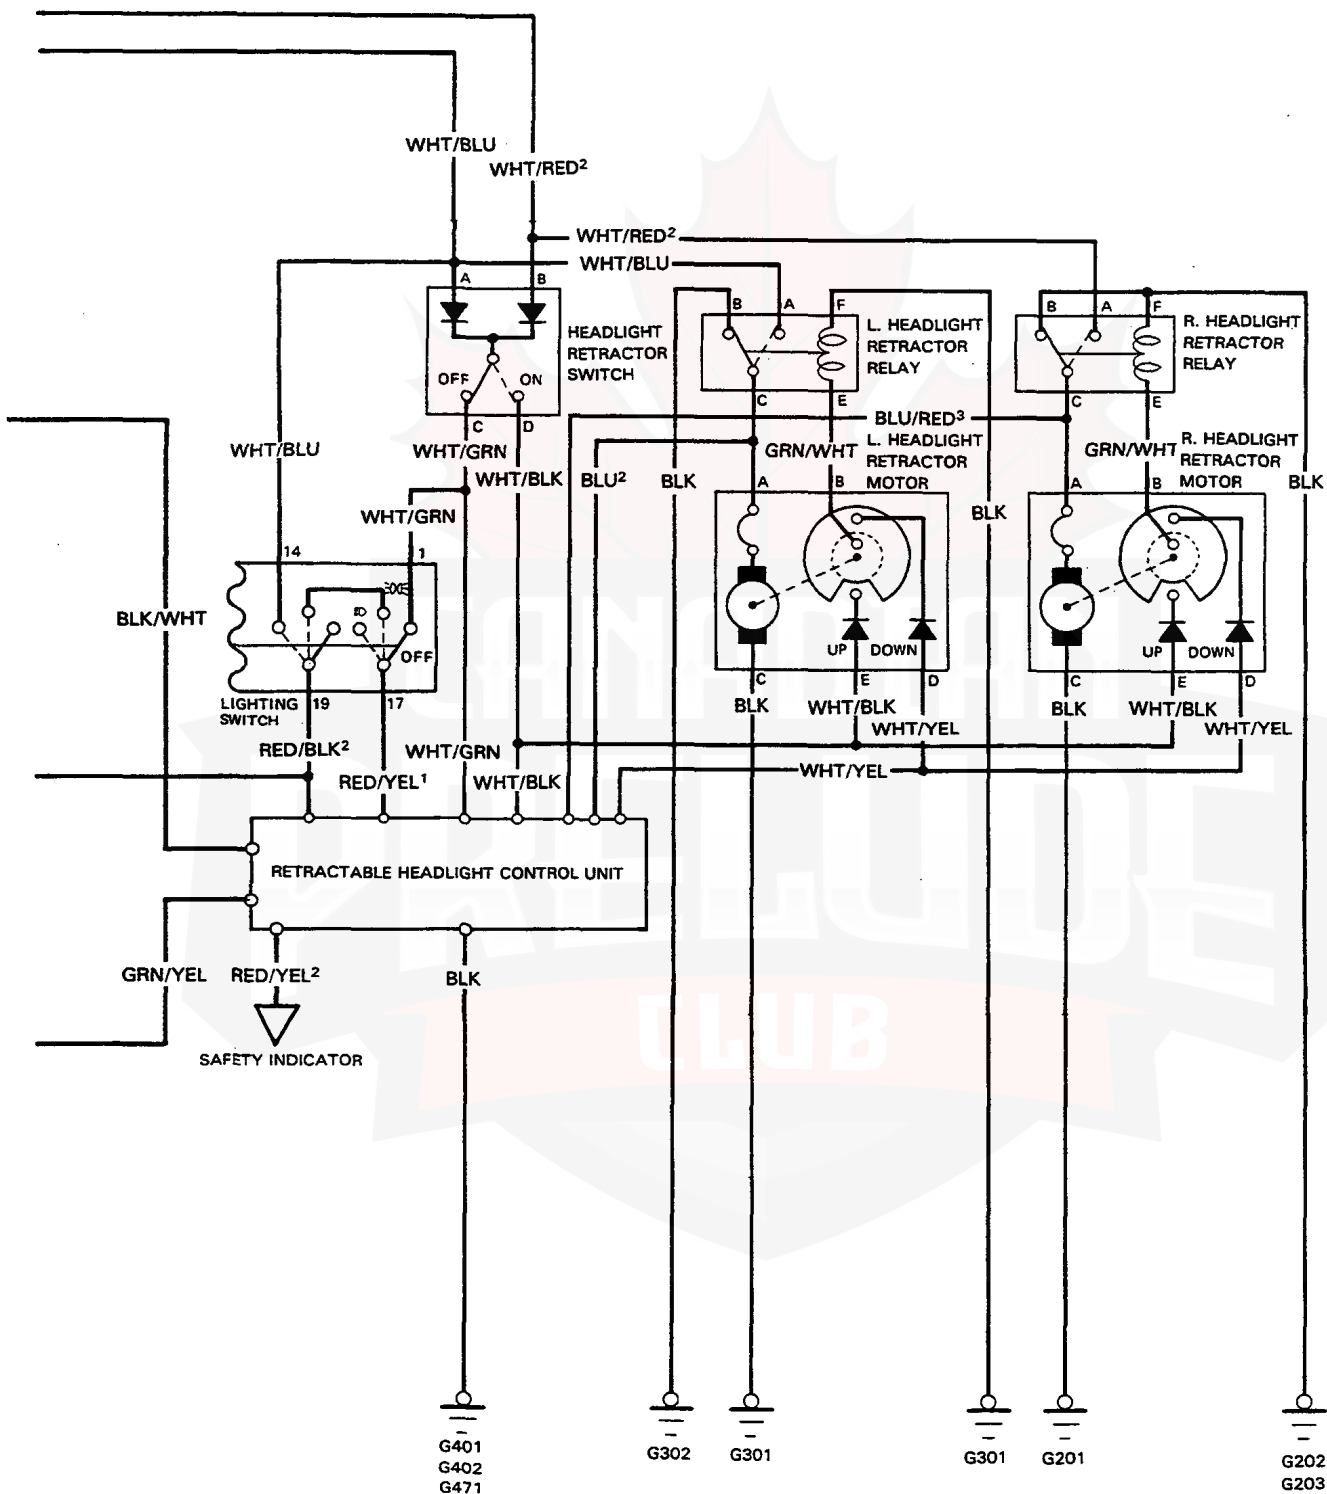 WHT/BLU
WHT/RED²
WHT/RED²
WHT/BLU
A
B
B
A
F
B
A
F
HEADLIGHT
RETRACTOR
SWITCH
L. HEADLIGHT
RETRACTOR
RELAY
R. HEADLIGHT
RETRACTOR
RELAY
OFF
ON
C
D
C
E
C
E
BLU/RED³
WHT/BLU
WHT/GRN
WHT/BLK
BLU²
BLK
GRN/WHT
L. HEADLIGHT
RETRACTOR
MOTOR
GRN/WHT
R. HEADLIGHT
RETRACTOR
MOTOR
BLK
A
B
BLK
A
B
WHT/GRN
14
1
BLK/WHT
OFF
UP
DOWN
UP
DOWN
LIGHTING
SWITCH
19
17
C
E
D
C
E
D
BLK
WHT/BLK
WHT/YEL
BLK
WHT/BLK
WHT/YEL
RED/BLK²
WHT/GRN
RED/YEL¹
WHT/BLK
WHT/YEL
RETRACTABLE HEADLIGHT CONTROL UNIT
GRN/YEL
RED/YEL²
BLK
SAFETY INDICATOR
CANADIAN
PRELUDE
CLUB
G401
G402
G471
G302
G301
G301
G201
G202
G203